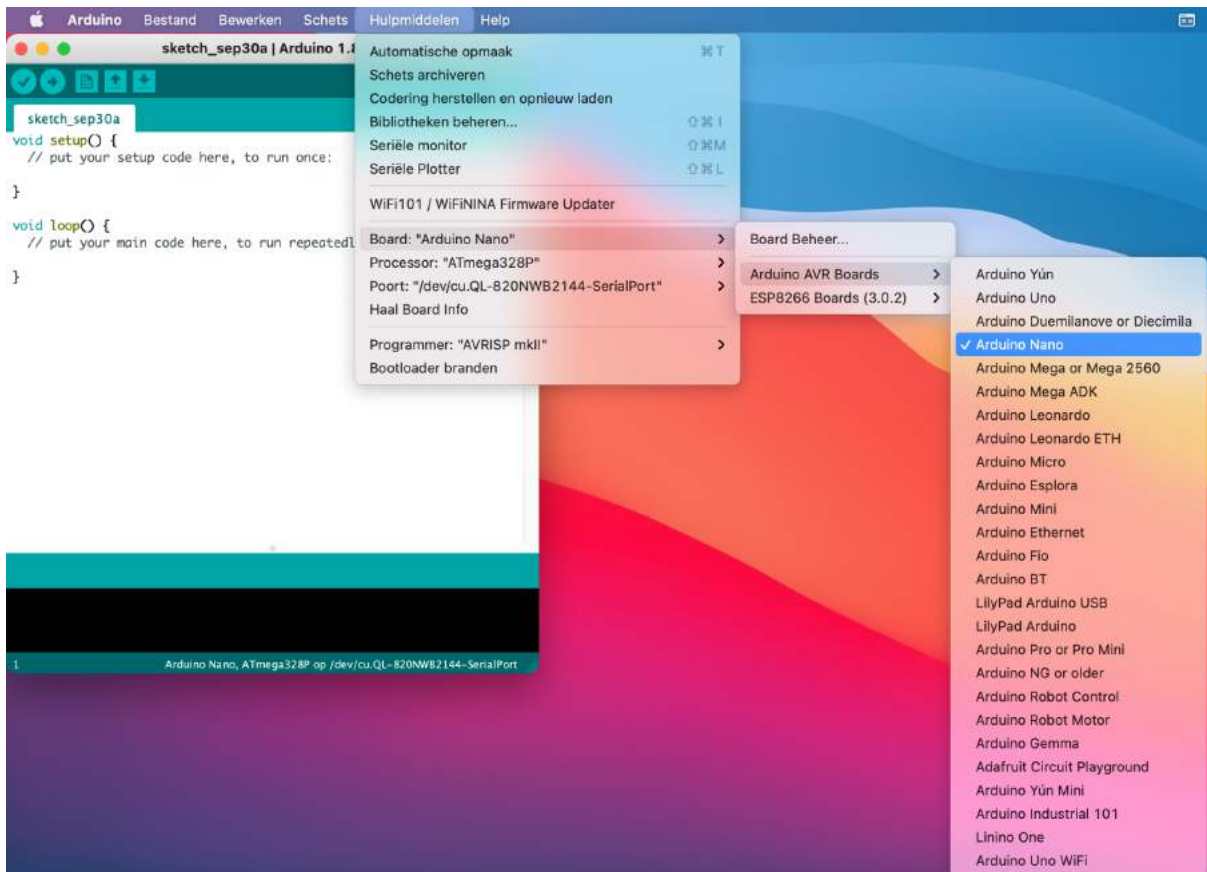 Arduino Bestand Bewerken Schets Hulpmiddelen Help
sketch_sep30a | Arduino 1.8
sketch_sep30a
void setup() {
// put your setup code here, to run once:
}
void loop() {
// put your main code here, to run repeatedl
}
1
Arduino Nano, ATmega328P op /dev/cu.QL-820NWB2144-SerialPort
Automatische opmaak ⌘T
Schets archiveren
Codering herstellen en opnieuw laden
Bibliotheken beheren... ⇧⌘I
Seriële monitor ⇧⌘M
Seriële Plotter ⇧⌘L
WiFi101 / WiFiNINA Firmware Updater
Board: "Arduino Nano"
Processor: "ATmega328P"
Poort: "/dev/cu.QL-820NWB2144-SerialPort"
Haal Board Info
Programmer: "AVRISP mkII"
Bootloader branden
Board Beheer...
Arduino AVR Boards
ESP8266 Boards (3.0.2)
Arduino Yún
Arduino Uno
Arduino Duemilanove or Diecimila
✓ Arduino Nano
Arduino Mega or Mega 2560
Arduino Mega ADK
Arduino Leonardo
Arduino Leonardo ETH
Arduino Micro
Arduino Esplora
Arduino Mini
Arduino Ethernet
Arduino Fio
Arduino BT
LilyPad Arduino USB
LilyPad Arduino
Arduino Pro or Pro Mini
Arduino NG or older
Arduino Robot Control
Arduino Robot Motor
Arduino Gemma
Adafruit Circuit Playground
Arduino Yún Mini
Arduino Industrial 101
Linino One
Arduino Uno WiFi